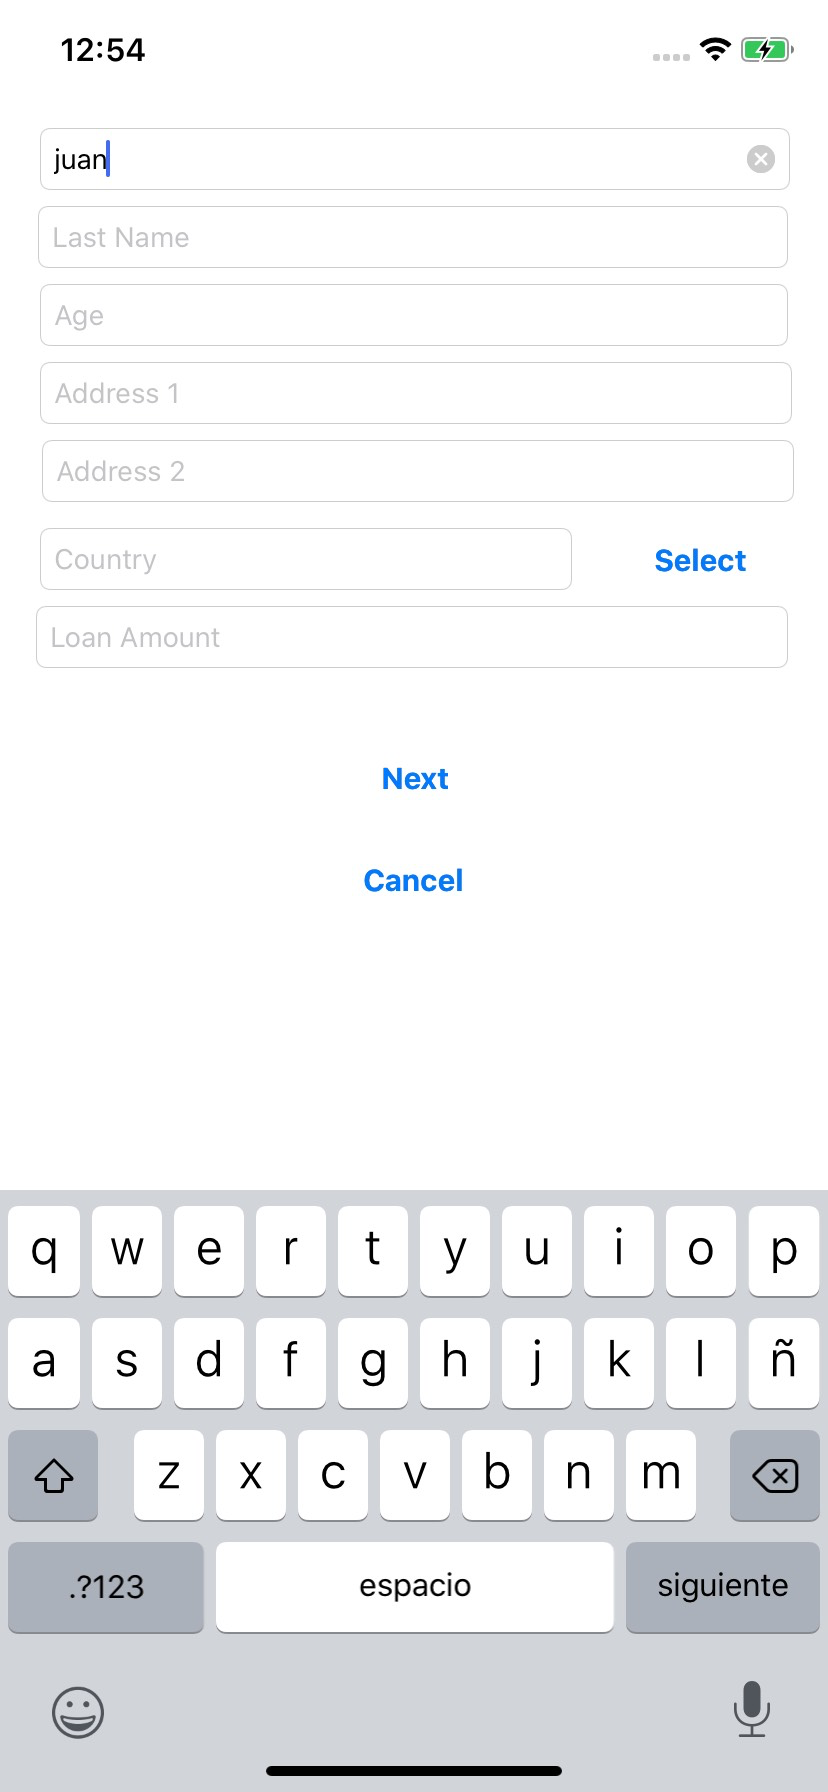 12:54
juan
Last Name
Age
Address 1
Address 2
Country Select
Loan Amount
Next
Cancel
q w e r t y u i o p
a s d f g h j k l ñ
z x c v b n m
.?123 espacio siguiente